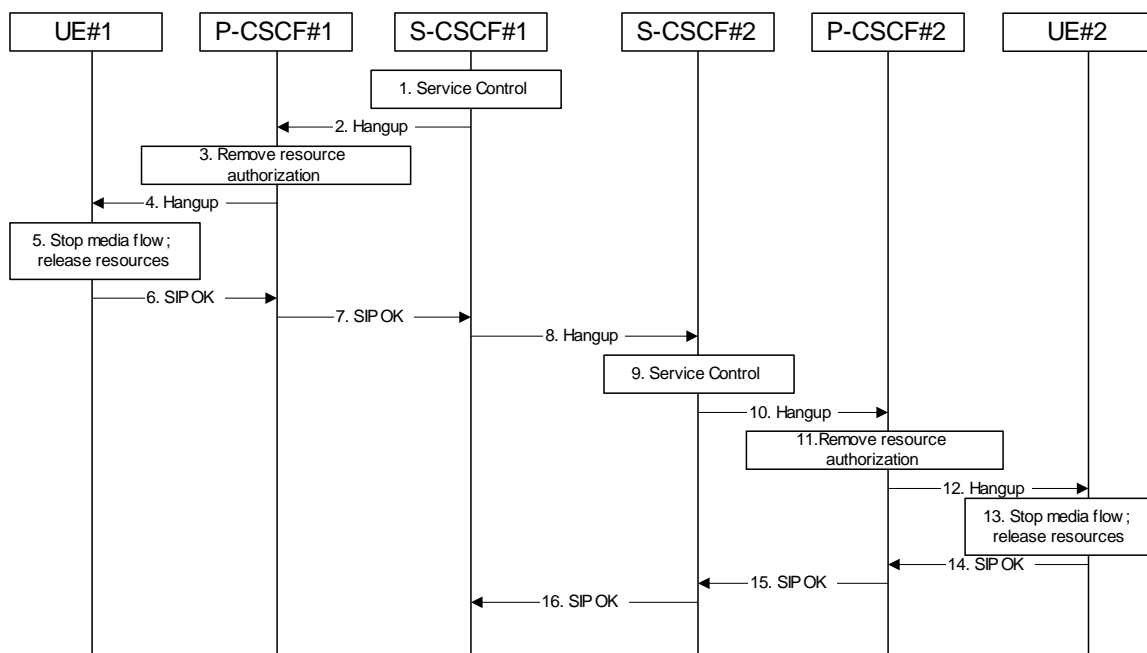 UE#1
P-CSCF#1
S-CSCF#1
S-CSCF#2
P-CSCF#2
UE#2
1. Service Control
2. Hangup
3. Remove resource
authorization
4. Hangup
5. Stop media flow;
release resources
6. SIP OK
7. SIP OK
8. Hangup
9. Service Control
10. Hangup
11.Remove resource
authorization
12. Hangup
13. Stop media flow;
release resources
14. SIP OK
15. SIP OK
16. SIP OK